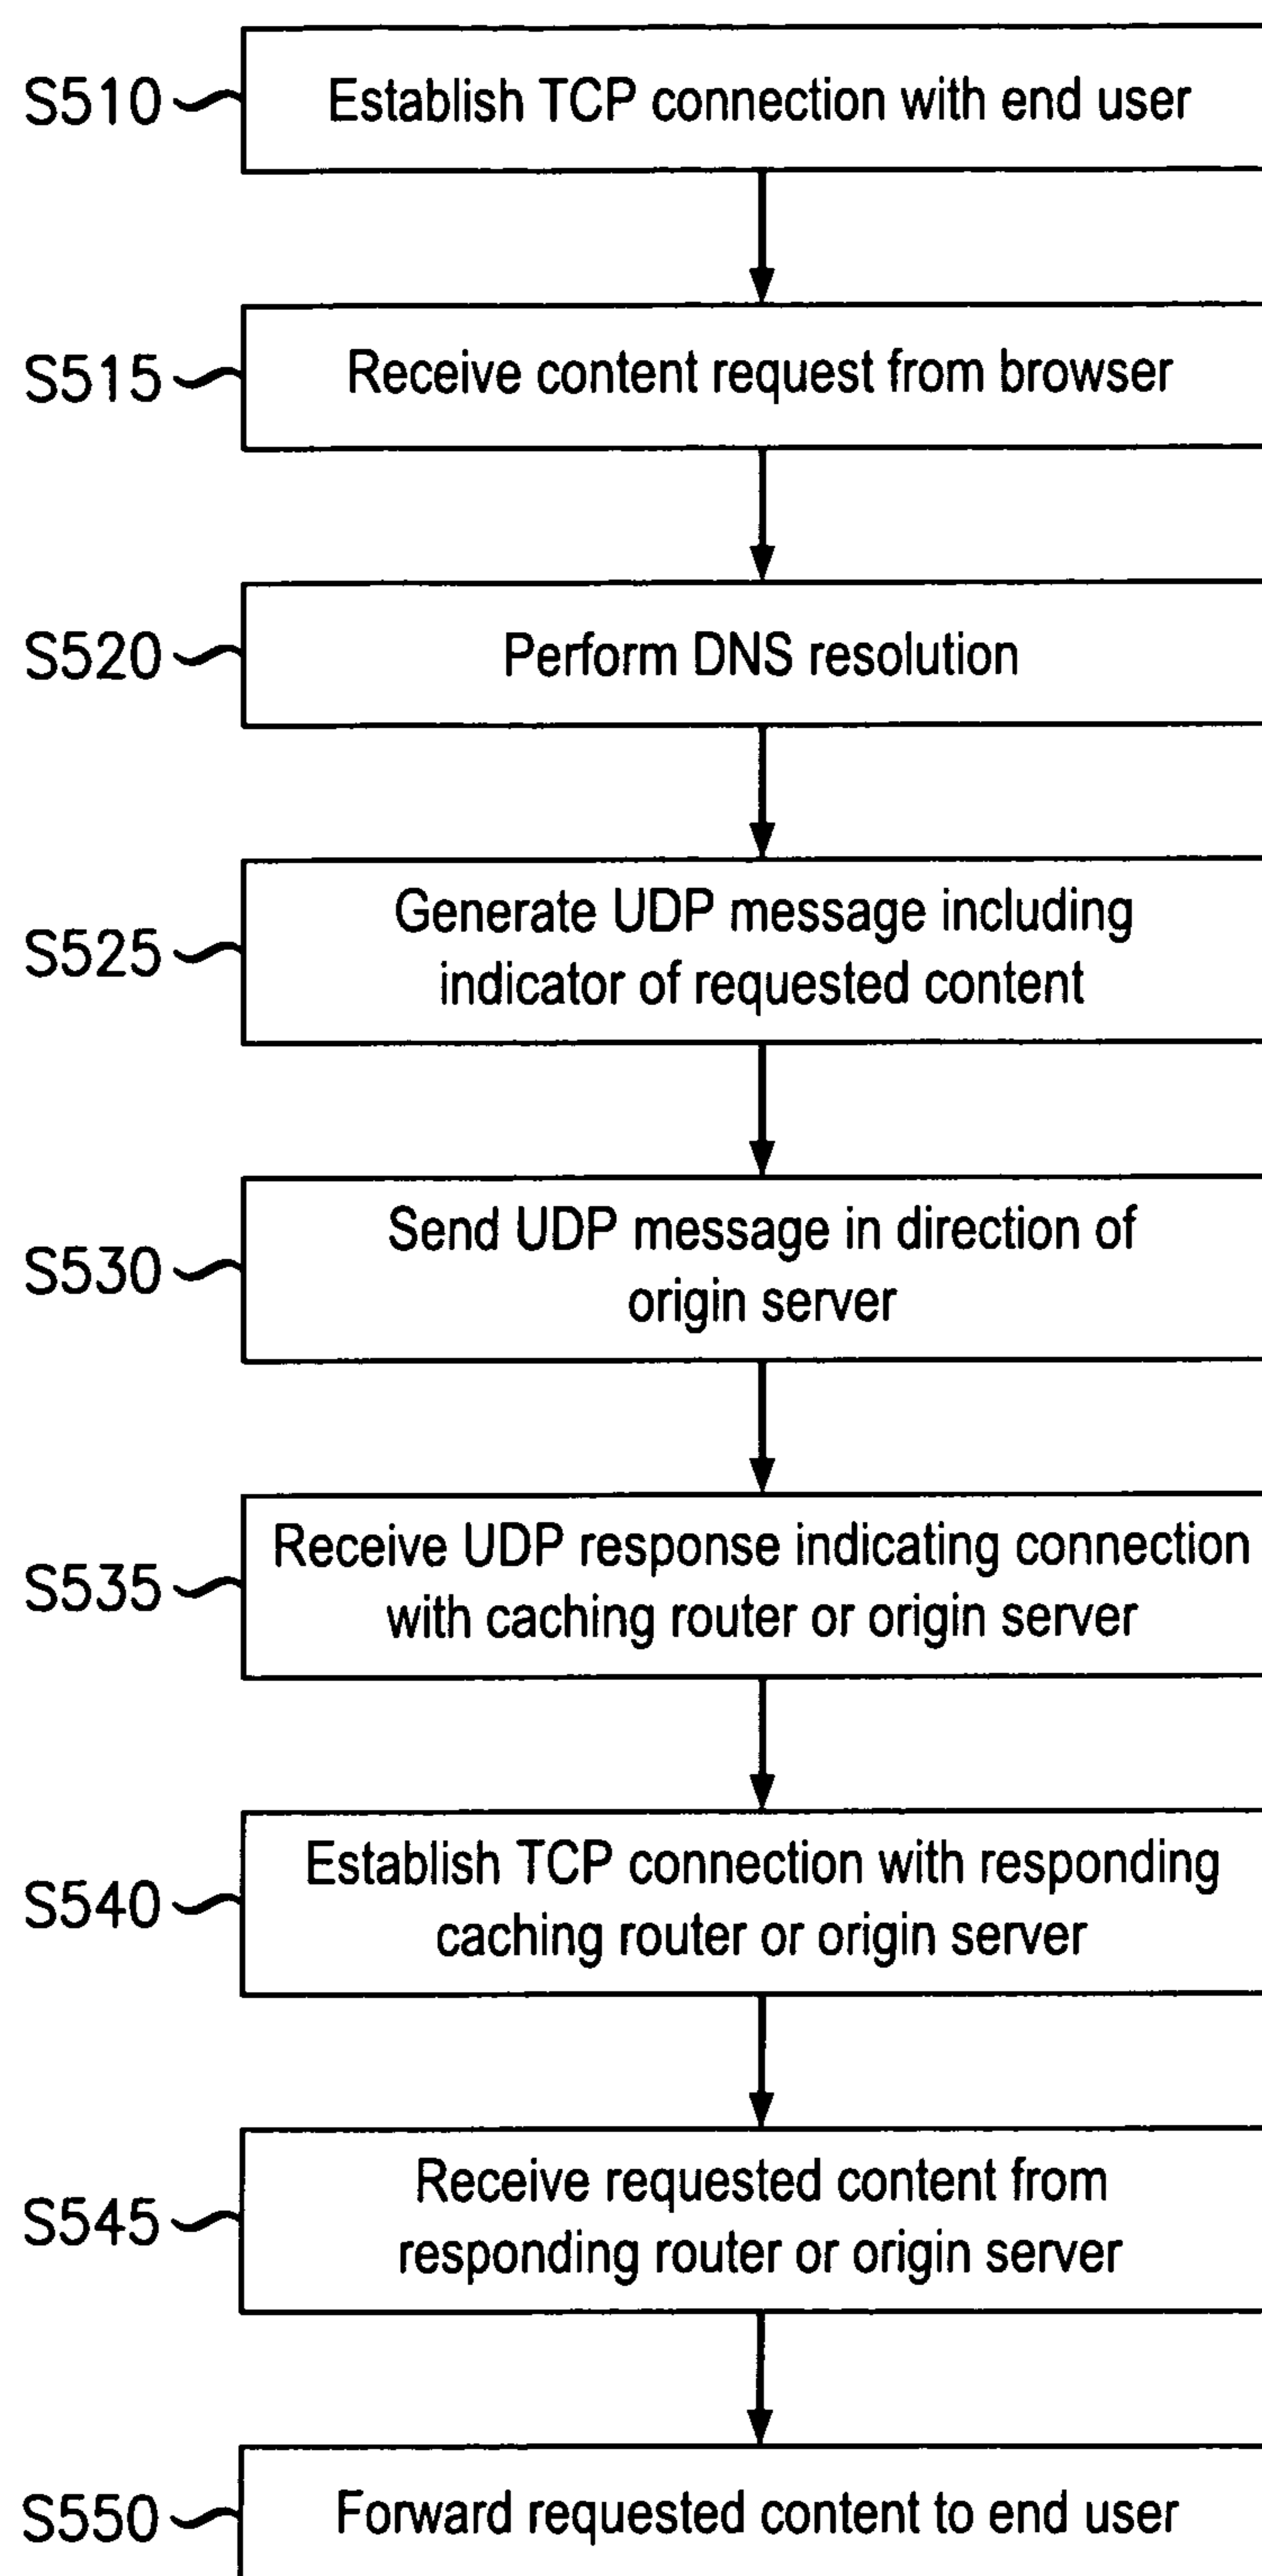 S510 Establish TCP connection with end user
S515 Receive content request from browser
S520 Perform DNS resolution
S525 Generate UDP message including
indicator of requested content
S530 Send UDP message in direction of
origin server
S535 Receive UDP response indicating connection
with caching router or origin server
S540 Establish TCP connection with responding
caching router or origin server
S545 Receive requested content from
responding router or origin server
S550 Forward requested content to end user